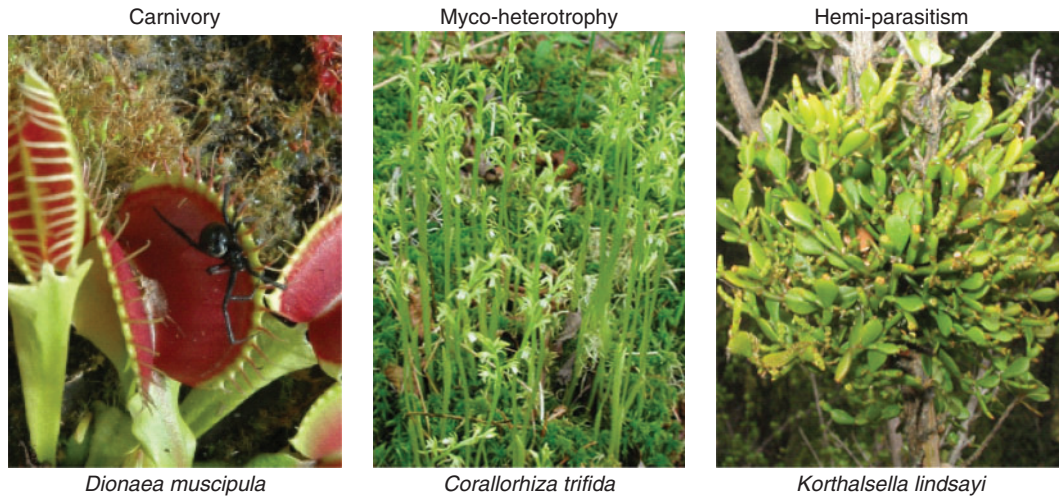 Carnivory
Myco-heterotrophy
Hemi-parasitism
Dionaea muscipula
Corallorhiza trifida
Korthalsella lindsayi